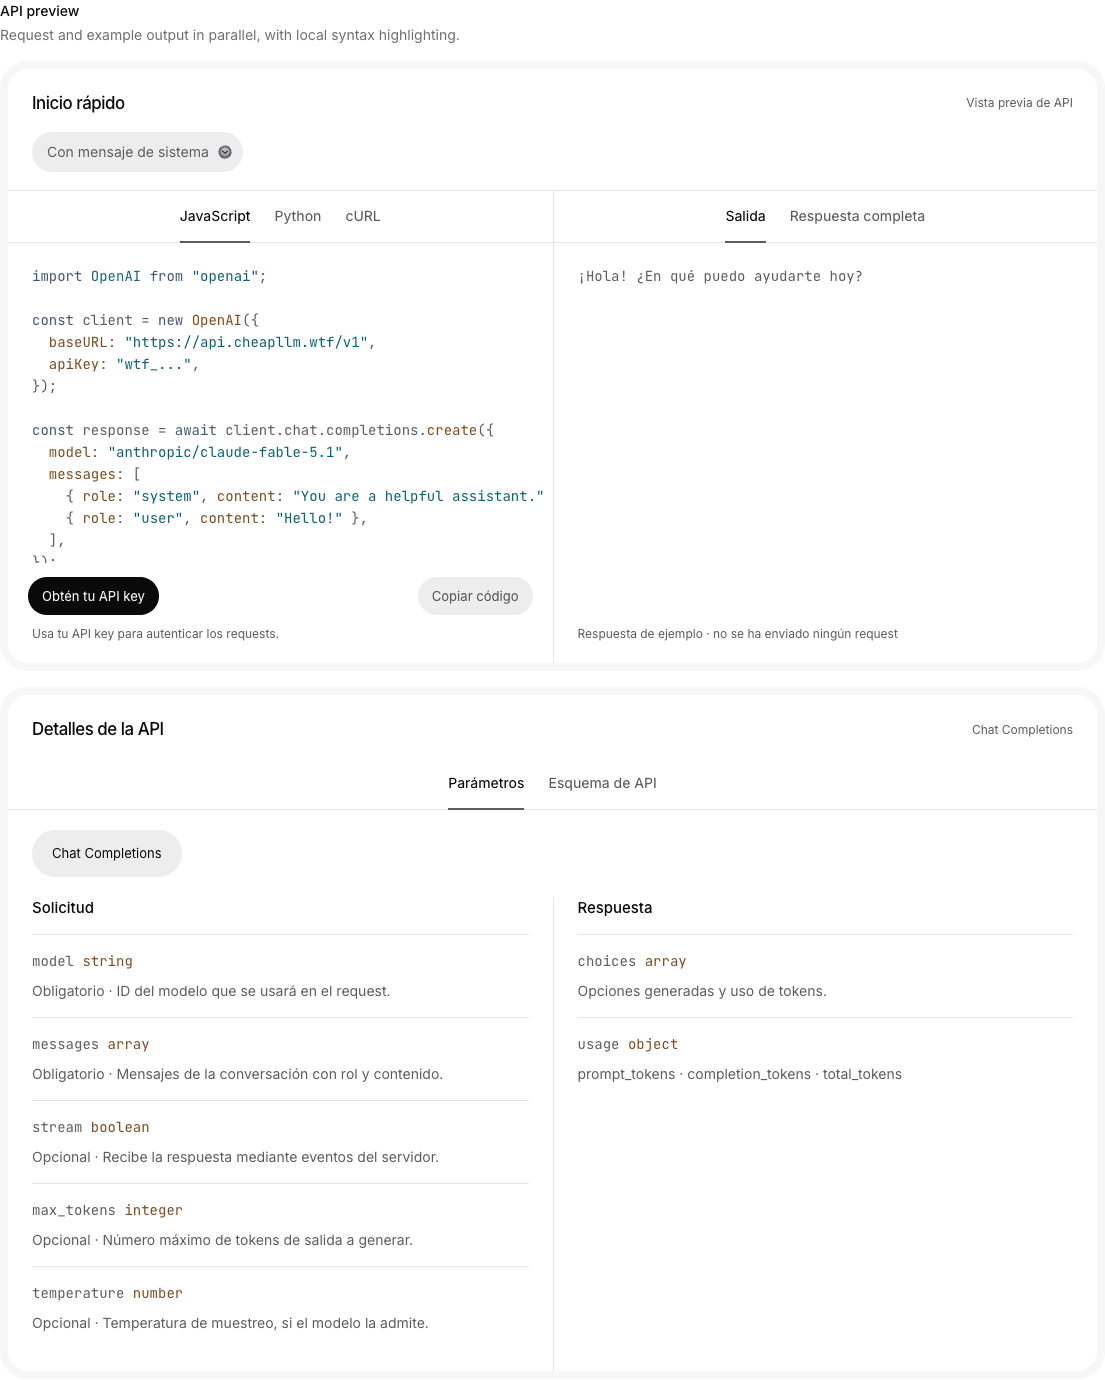 API preview
Request and example output in parallel, with local syntax highlighting.
Inicio rápido
Vista previa de API
Con mensaje de sistema
JavaScript Python cURL
import OpenAI from "openai";
const client = new OpenAI({
  baseURL: "https://api.cheapllm.wtf/v1",
  apiKey: "wtf_...",
});
const response = await client.chat.completions.create({
  model: "anthropic/claude-fable-5.1",
  messages: [
    { role: "system", content: "You are a helpful assistant."
    { role: "user", content: "Hello!" },
  ],
});
Obtén tu API key
Copiar código
Usa tu API key para autenticar los requests.
Salida Respuesta completa
¡Hola! ¿En qué puedo ayudarte hoy?
Respuesta de ejemplo · no se ha enviado ningún request
Detalles de la API
Chat Completions
Parámetros Esquema de API
Chat Completions
Solicitud
model string
Obligatorio · ID del modelo que se usará en el request.
messages array
Obligatorio · Mensajes de la conversación con rol y contenido.
stream boolean
Opcional · Recibe la respuesta mediante eventos del servidor.
max_tokens integer
Opcional · Número máximo de tokens de salida a generar.
temperature number
Opcional · Temperatura de muestreo, si el modelo la admite.
Respuesta
choices array
Opciones generadas y uso de tokens.
usage object
prompt_tokens · completion_tokens · total_tokens